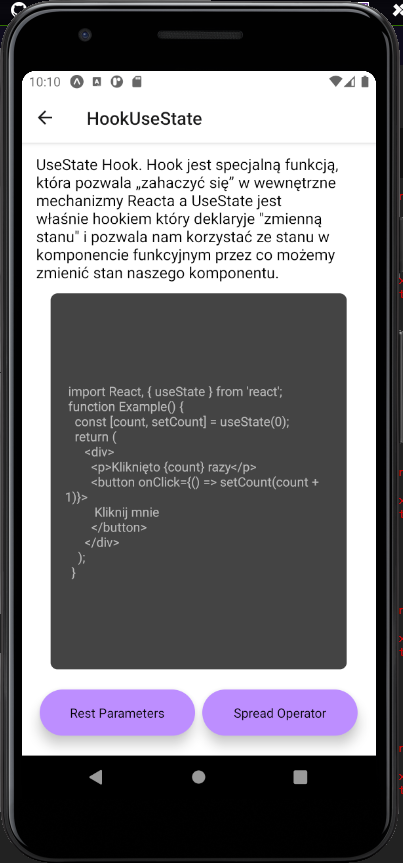 10:10
HookUseState
UseState Hook. Hook jest specjalną funkcją,
która pozwala „zahaczyć się” w wewnętrzne
mechanizmy Reacta a UseState jest
właśnie hookiem który deklaryje "zmienną
stanu" i pozwala nam korzystać ze stanu w
komponencie funkcyjnym przez co możemy
zmienić stan naszego komponentu.
import React, { useState } from 'react';
function Example() {
const [count, setCount] = useState(0);
return (
<div>
<p>Kliknięto {count} razy</p>
<button onClick={() => setCount(count +
1)}>
Kliknij mnie
</button>
</div>
);
}
Rest Parameters Spread Operator